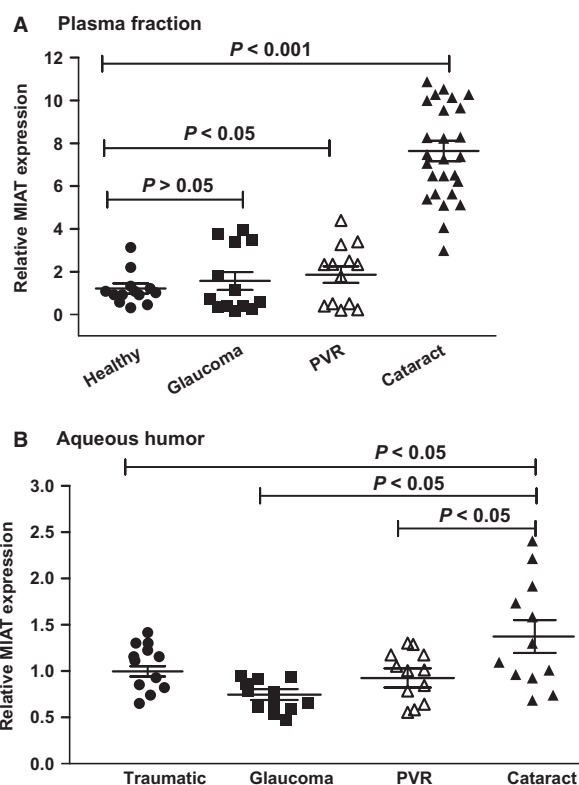 A Plasma fraction
P < 0.001
P < 0.05
P > 0.05
Relative MIAT expression
12
10
8
6
4
2
0
Healthy
Glaucoma
PVR
Cataract
B Aqueous humor
P < 0.05
P < 0.05
P < 0.05
Relative MIAT expression
3.0
2.5
2.0
1.5
1.0
0.5
0.0
Traumatic Glaucoma PVR Cataract